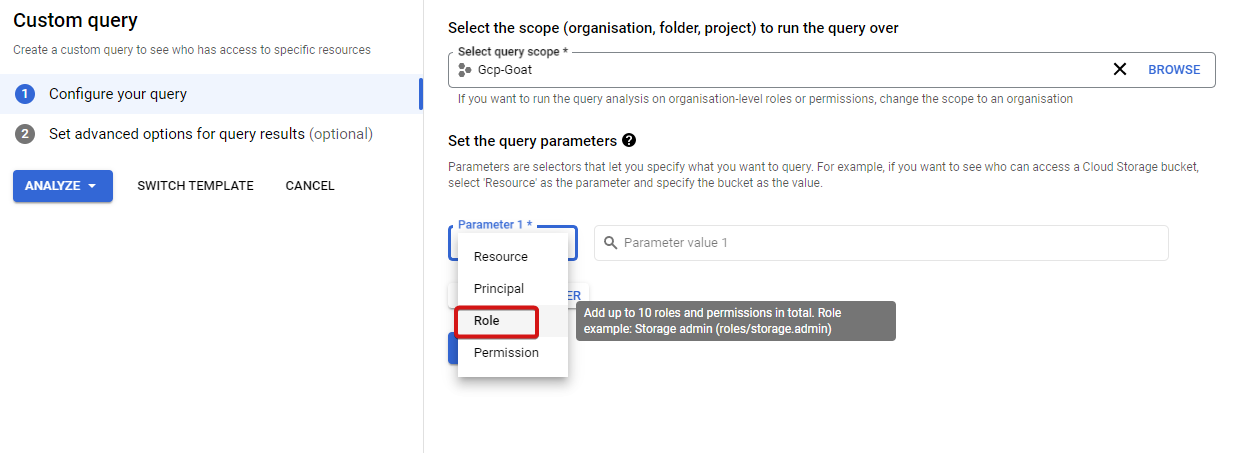 Custom query
Create a custom query to see who has access to specific resources
1 Configure your query
2 Set advanced options for query results (optional)
ANALYZE
SWITCH TEMPLATE
CANCEL
Select the scope (organisation, folder, project) to run the query over
Select query scope *
Gcp-Goat
BROWSE
If you want to run the query analysis on organisation-level roles or permissions, change the scope to an organisation
Set the query parameters ?
Parameters are selectors that let you specify what you want to query. For example, if you want to see who can access a Cloud Storage bucket,
select 'Resource' as the parameter and specify the bucket as the value.
Parameter 1 *
Parameter value 1
Resource
Principal
Role
Permission
Add up to 10 roles and permissions in total. Role
example: Storage admin (roles/storage.admin)